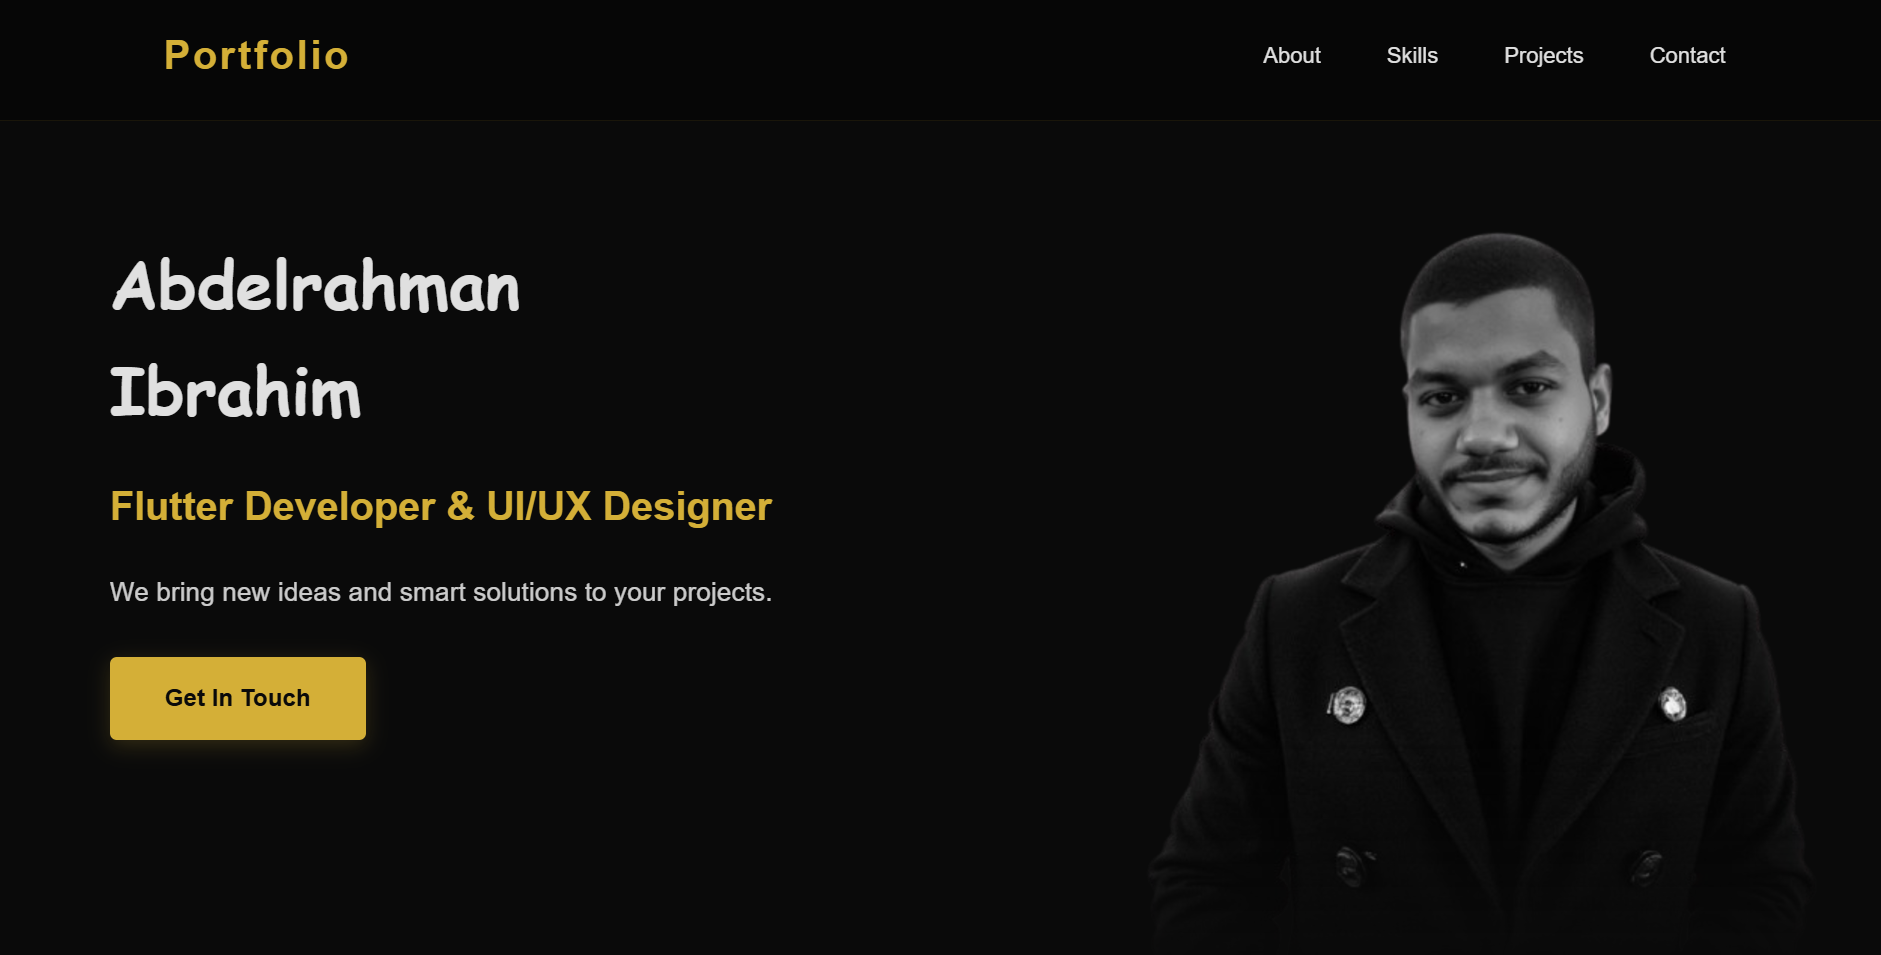 Portfolio
About Skills Projects Contact
Abdelrahman
Ibrahim
Flutter Developer & UI/UX Designer
We bring new ideas and smart solutions to your projects.
Get In Touch